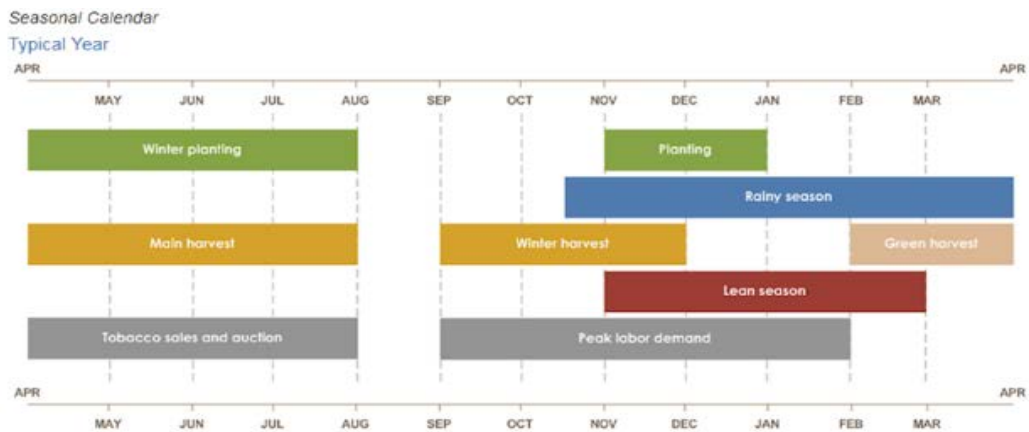 Seasonal Calendar
Typical Year
APR APR
MAY JUN JUL AUG SEP OCT NOV DEC JAN FEB MAR
Winter planting Planting
Rainy season
Main harvest Winter harvest Green harvest
Lean season
Tobacco sales and auction Peak labor demand
APR APR
MAY JUN JUL AUG SEP OCT NOV DEC JAN FEB MAR